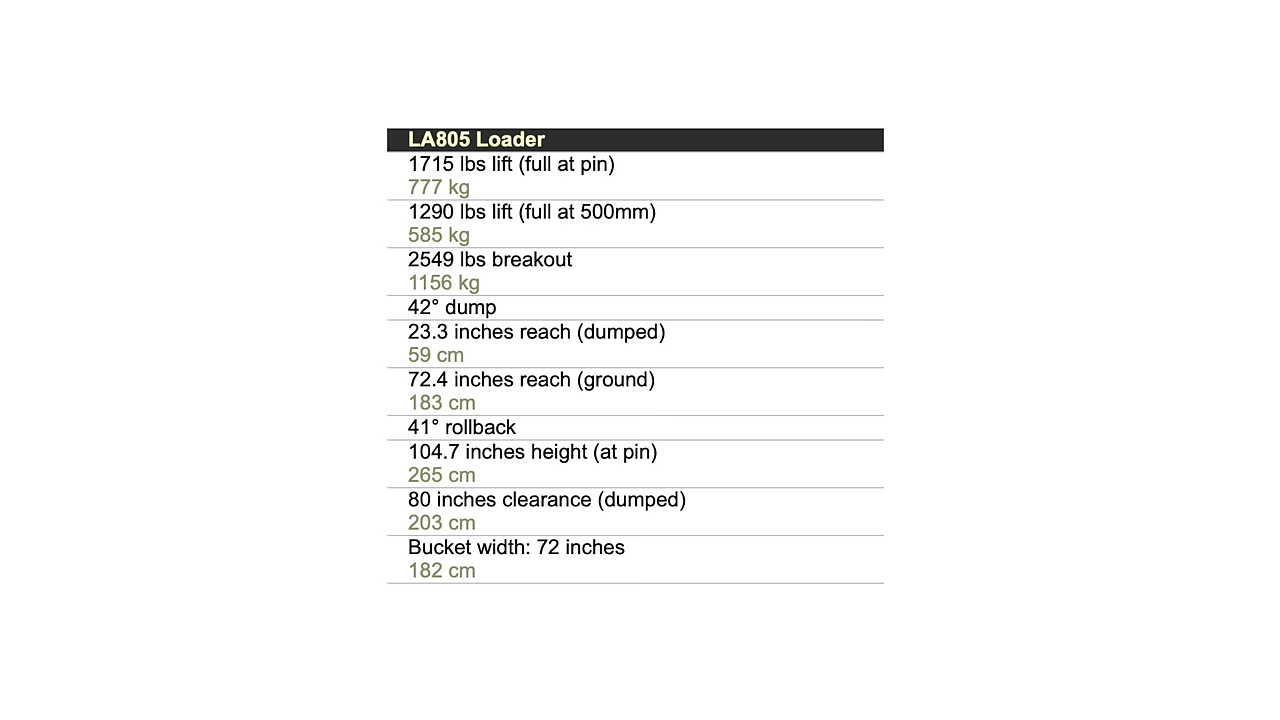 LA805 Loader
1715 lbs lift (full at pin)
777 kg
1290 lbs lift (full at 500mm)
585 kg
2549 lbs breakout
1156 kg
42° dump
23.3 inches reach (dumped)
59 cm
72.4 inches reach (ground)
183 cm
41° rollback
104.7 inches height (at pin)
265 cm
80 inches clearance (dumped)
203 cm
Bucket width: 72 inches
182 cm